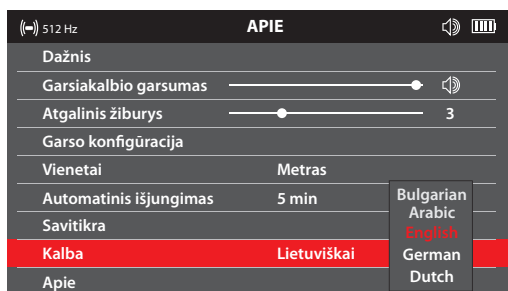 512 Hz APIE
Dažnis
Garsiakalbio garsumas
Atgalinis žiburys 3
Garso konfigūracija
Vienetai Metras
Automatinis išjungimas 5 min
Savitikra
Kalba Lietuviškai
Apie
Bulgarian
Arabic
English
German
Dutch